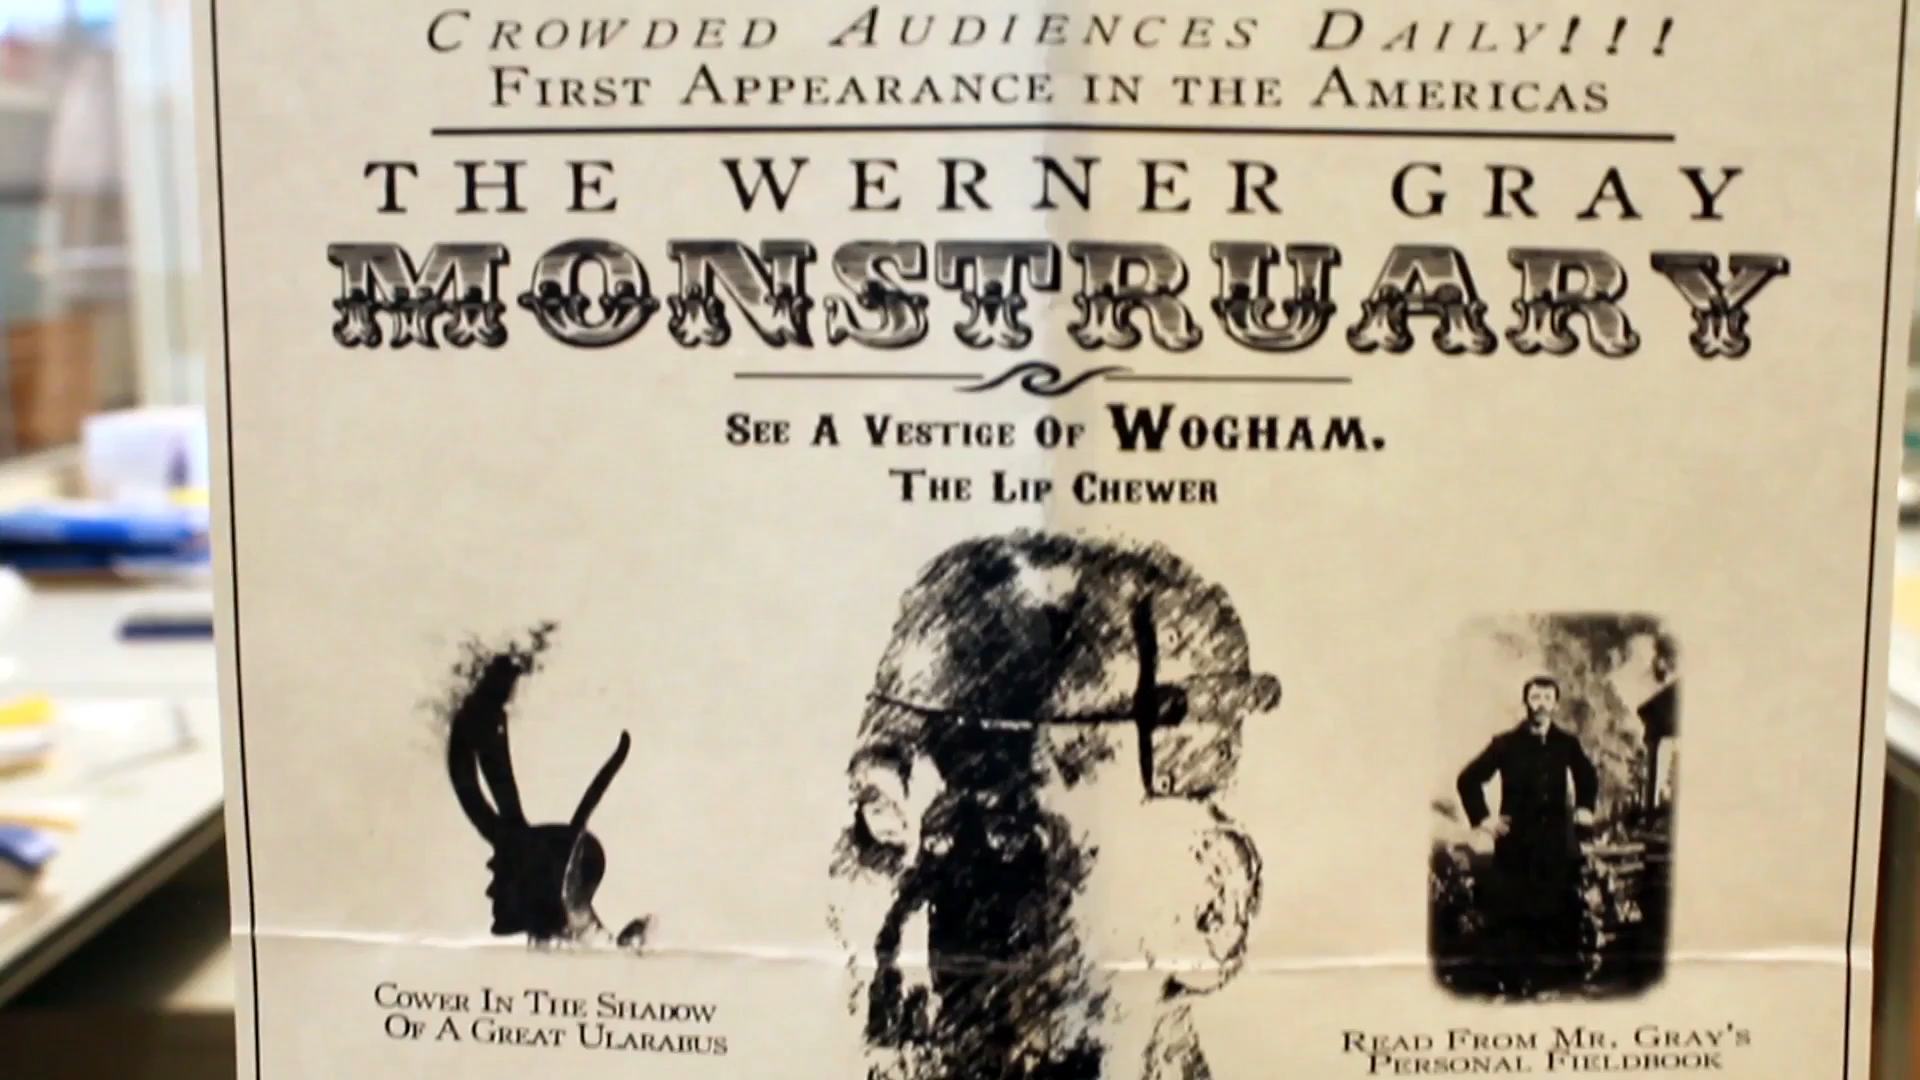 CROWDED AUDIENCES DAILY!!!
FIRST APPEARANCE IN THE AMERICAS
THE WERNER GRAY
MONSTRUARY
SEE A VESTIGE OF WOGHAM.
THE LIP CHEWER
COWER IN THE SHADOW
OF A GREAT ULARABUS
READ FROM MR. GRAY'S
PERSONAL FIELDBOOK